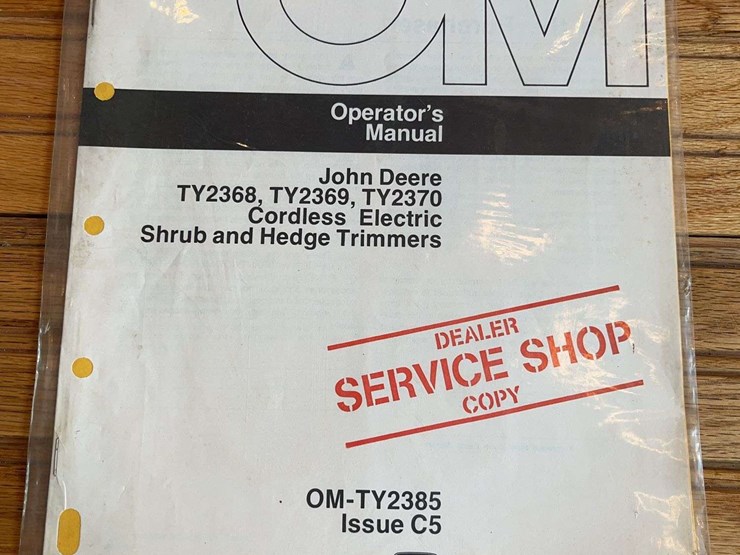 OM
Operator's
Manual
John Deere
TY2368, TY2369, TY2370
Cordless Electric
Shrub and Hedge Trimmers
DEALER
SERVICE SHOP
COPY
OM-TY2385
Issue C5